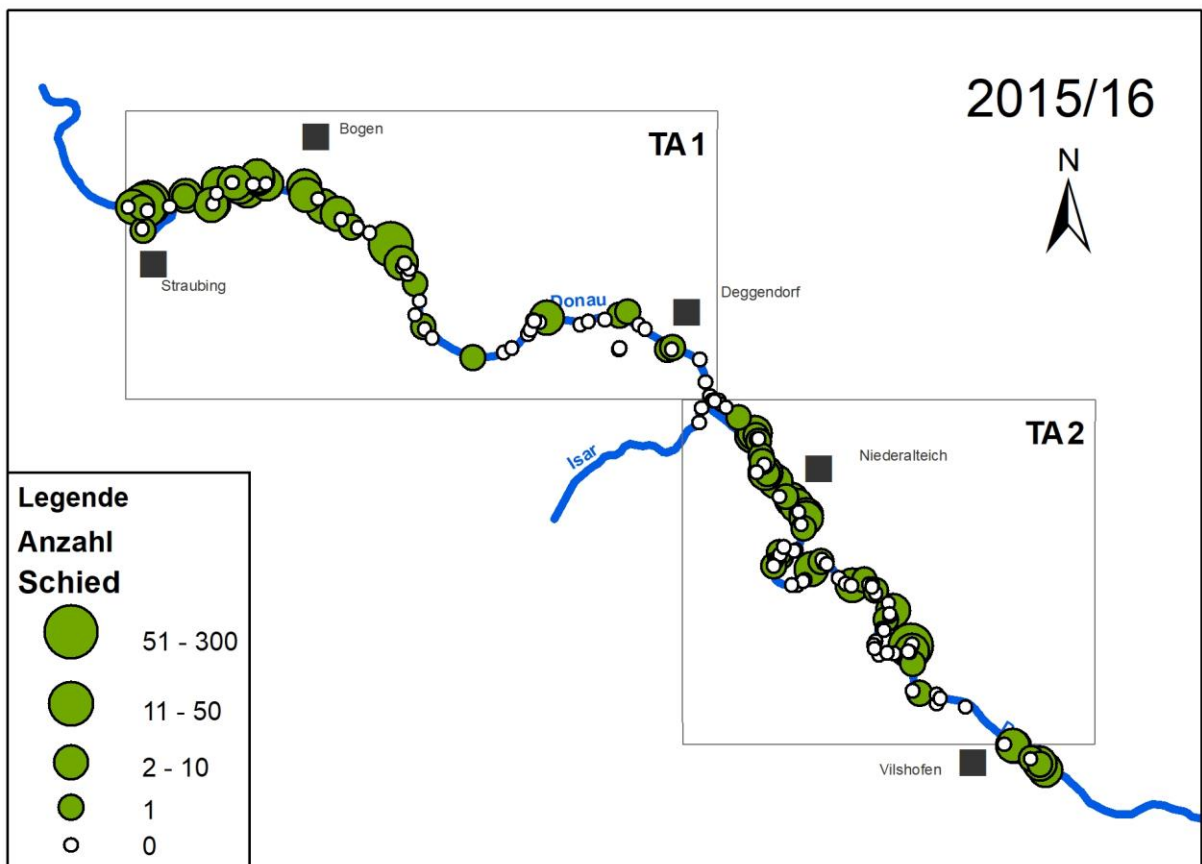 2015/16
N
TA 1
Bogen
Straubing
Donau
Deggendorf
Isar
TA 2
Niederalteich
Vilshofen
Legende
Anzahl
Schied
51 - 300
11 - 50
2 - 10
1
0